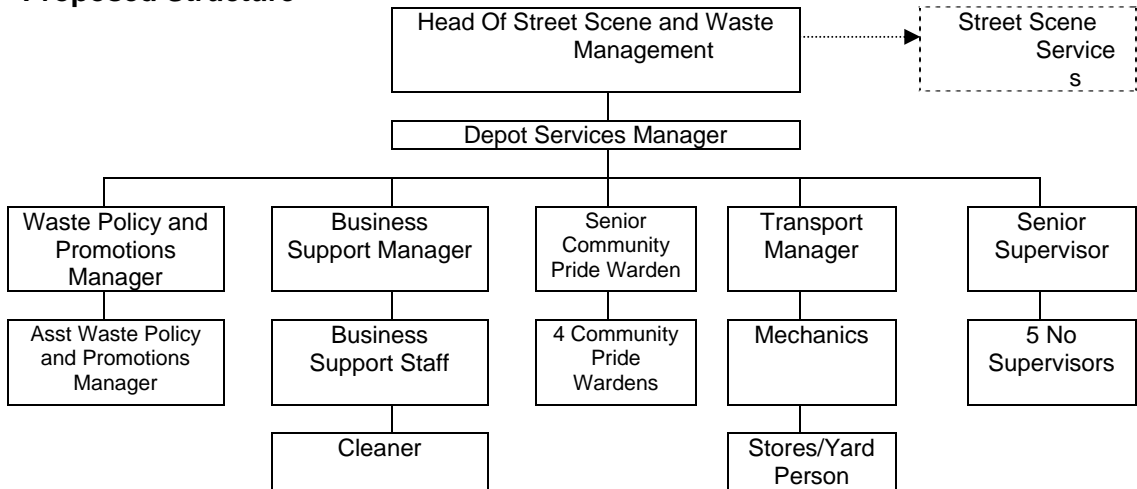 Proposed Structure
Head Of Street Scene and Waste
Management
Street Scene
Service
s
Depot Services Manager
Waste Policy and
Promotions
Manager
Business
Support Manager
Senior
Community
Pride Warden
Transport
Manager
Senior
Supervisor
Asst Waste Policy
and Promotions
Manager
Business
Support Staff
4 Community
Pride
Wardens
Mechanics
5 No
Supervisors
Cleaner
Stores/Yard
Person